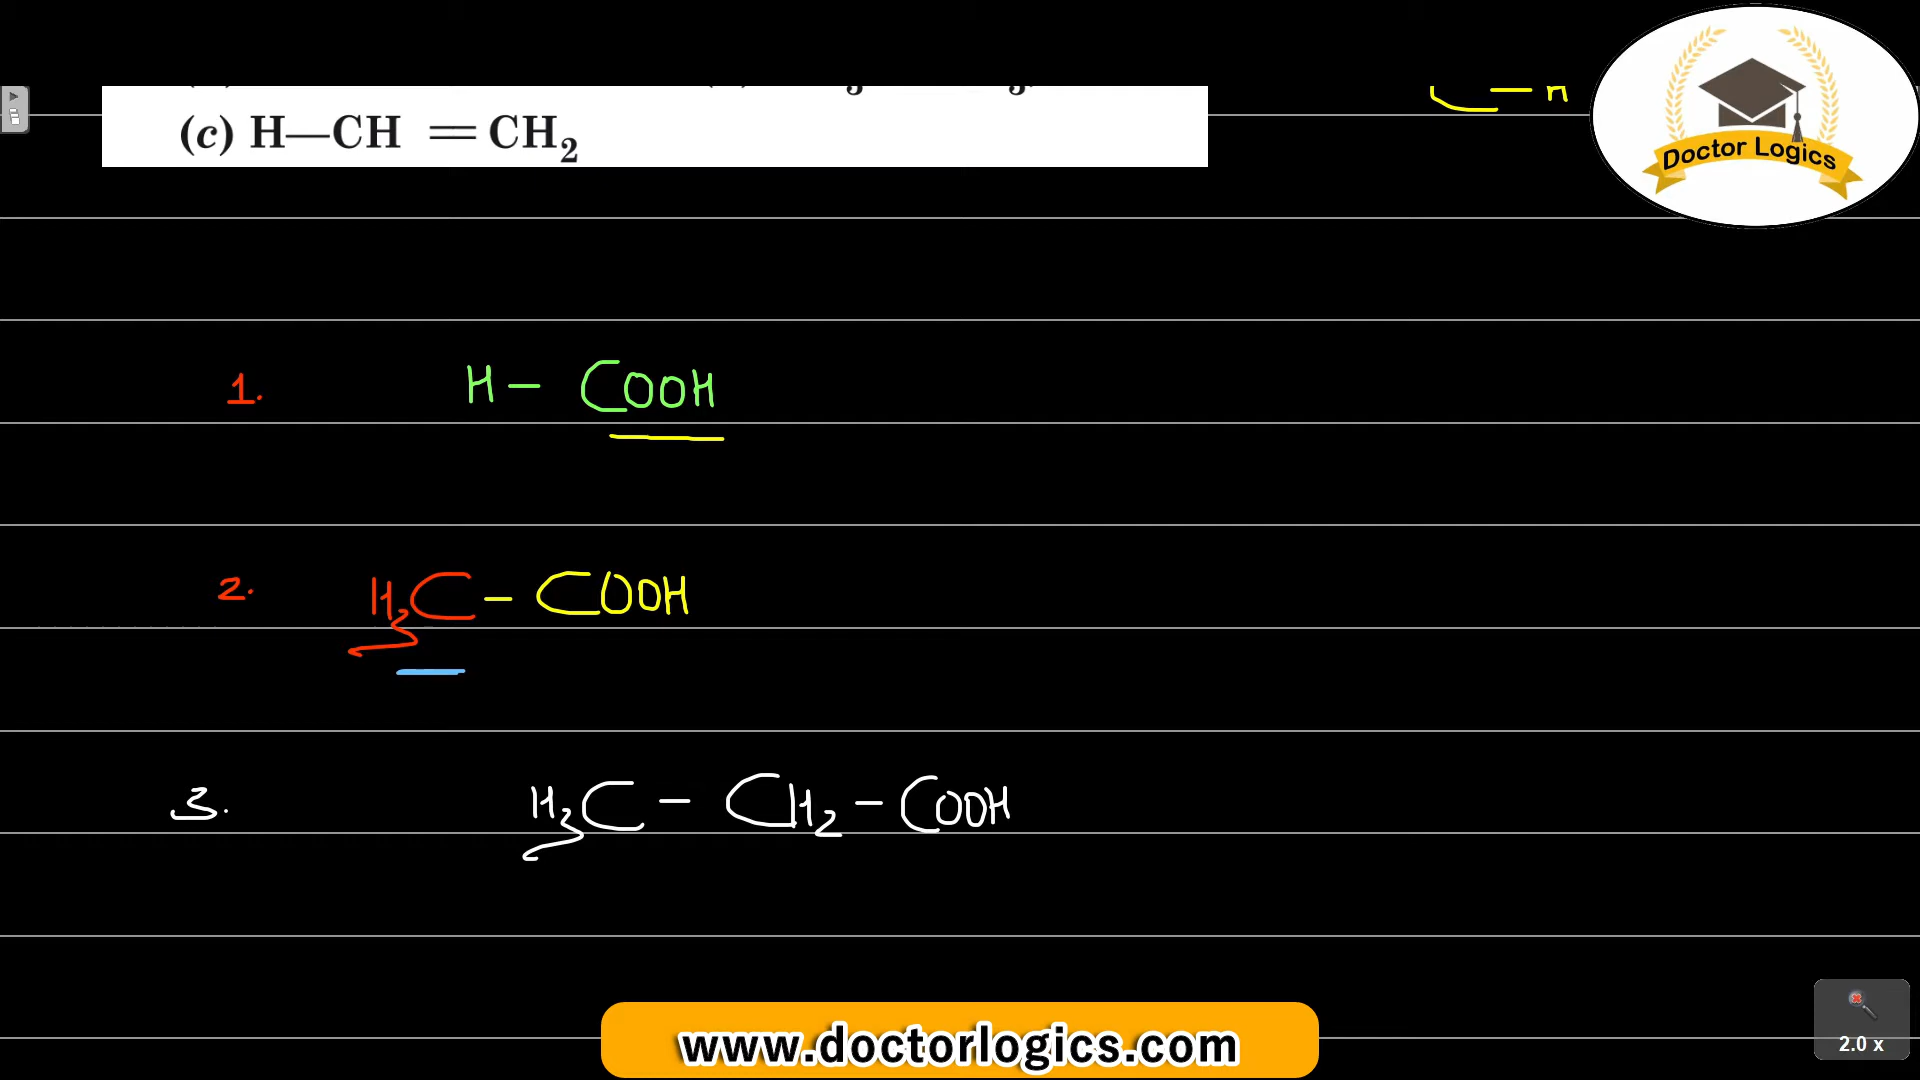 C—H
(c) H—CH =CH₂
Doctor Logics
1. H– COOH
2. H₃C– COOH
3. H₃C – CH₂ – COOH
www.doctorlogics.com
2.0 x